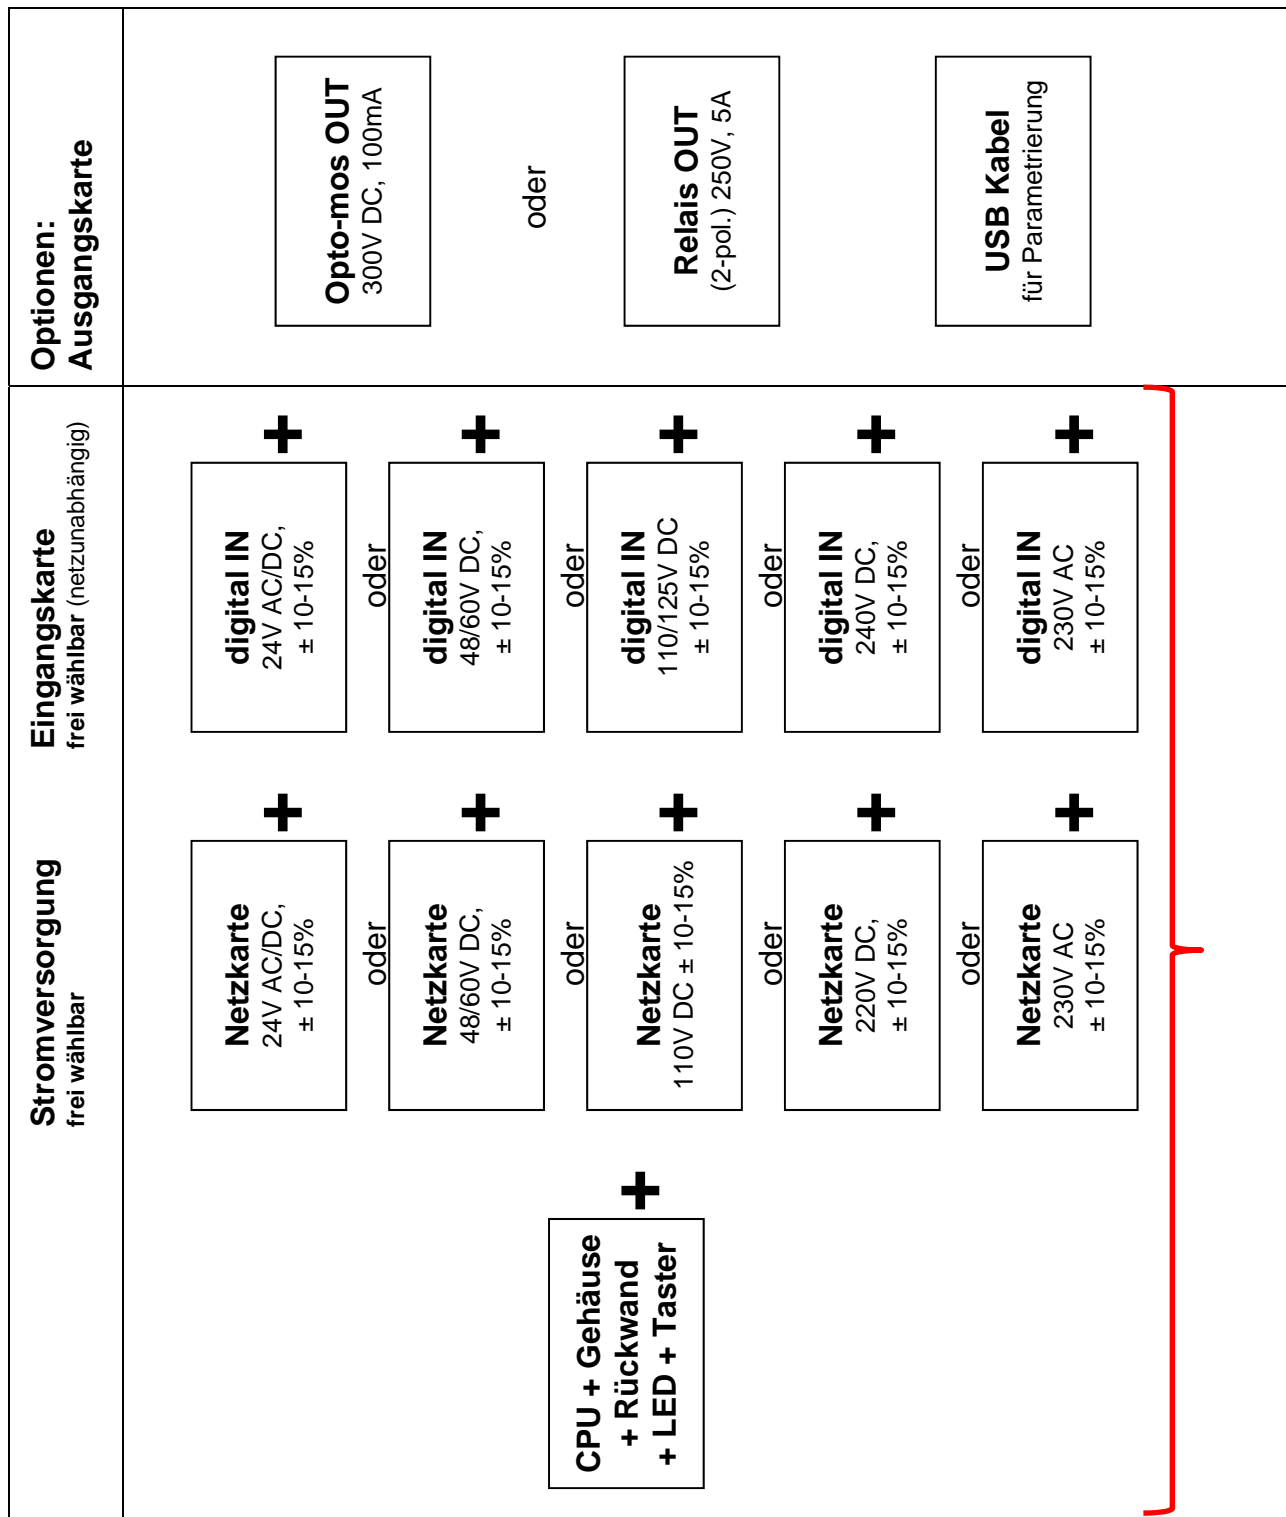 Stromversorgung
frei wählbar
Eingangskarte
frei wählbar (netzunabhängig)
Optionen:
Ausgangskarte
CPU + Gehäuse
+ Rückwand
+ LED + Taster
+
Netzkarte
24V AC/DC,
± 10-15%
+
oder
Netzkarte
48/60V DC,
± 10-15%
+
oder
Netzkarte
110V DC ± 10-15%
+
oder
Netzkarte
220V DC,
± 10-15%
+
oder
Netzkarte
230V AC
± 10-15%
+
digital IN
24V AC/DC,
± 10-15%
+
oder
digital IN
48/60V DC,
± 10-15%
+
oder
digital IN
110/125V DC
± 10-15%
+
oder
digital IN
240V DC,
± 10-15%
+
oder
digital IN
230V AC
± 10-15%
+
Opto-mos OUT
300V DC, 100mA
oder
Relais OUT
(2-pol.) 250V, 5A
USB Kabel
für Parametrierung